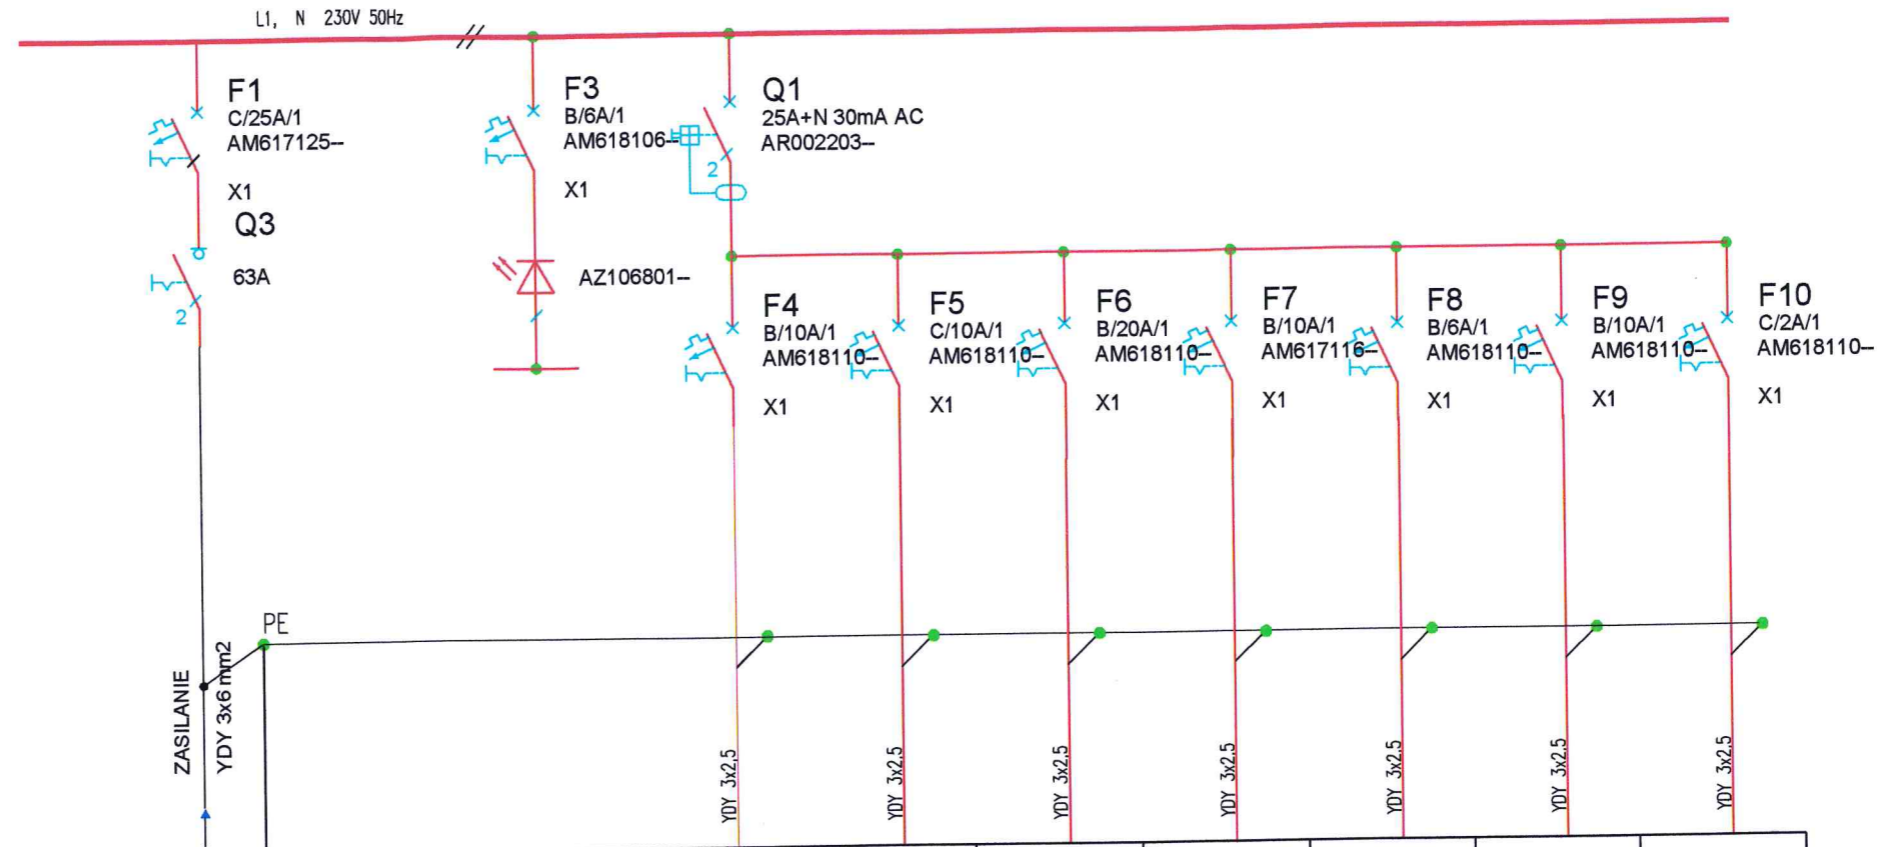 L1, N 230V 50Hz
F1
C/25A/1
AM617125--
X1
Q3
63A
2
F3
B/6A/1
AM618106--
X1
AZ106801--
Q1
25A+N 30mA AC
AR002203--
2
F4
B/10A/1
AM618110--
X1
F5
C/10A/1
AM618110--
X1
F6
B/20A/1
AM618110--
X1
F7
B/10A/1
AM617116--
X1
F8
B/6A/1
AM618110--
X1
F9
B/10A/1
AM618110--
X1
F10
C/2A/1
AM618110--
X1
PE
ZASILANIE
YDY 3x6 mm2
YDY 3x2,5
YDY 3x2,5
YDY 3x2,5
YDY 3x2,5
YDY 3x2,5
YDY 3x2,5
YDY 3x2,5